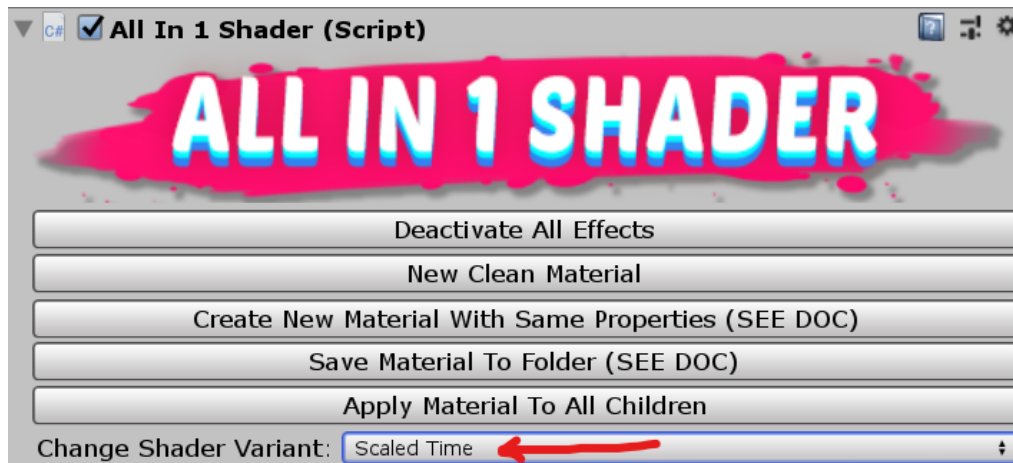 All In 1 Shader (Script)
ALL IN 1 SHADER
Deactivate All Effects
New Clean Material
Create New Material With Same Properties (SEE DOC)
Save Material To Folder (SEE DOC)
Apply Material To All Children
Change Shader Variant: Scaled Time